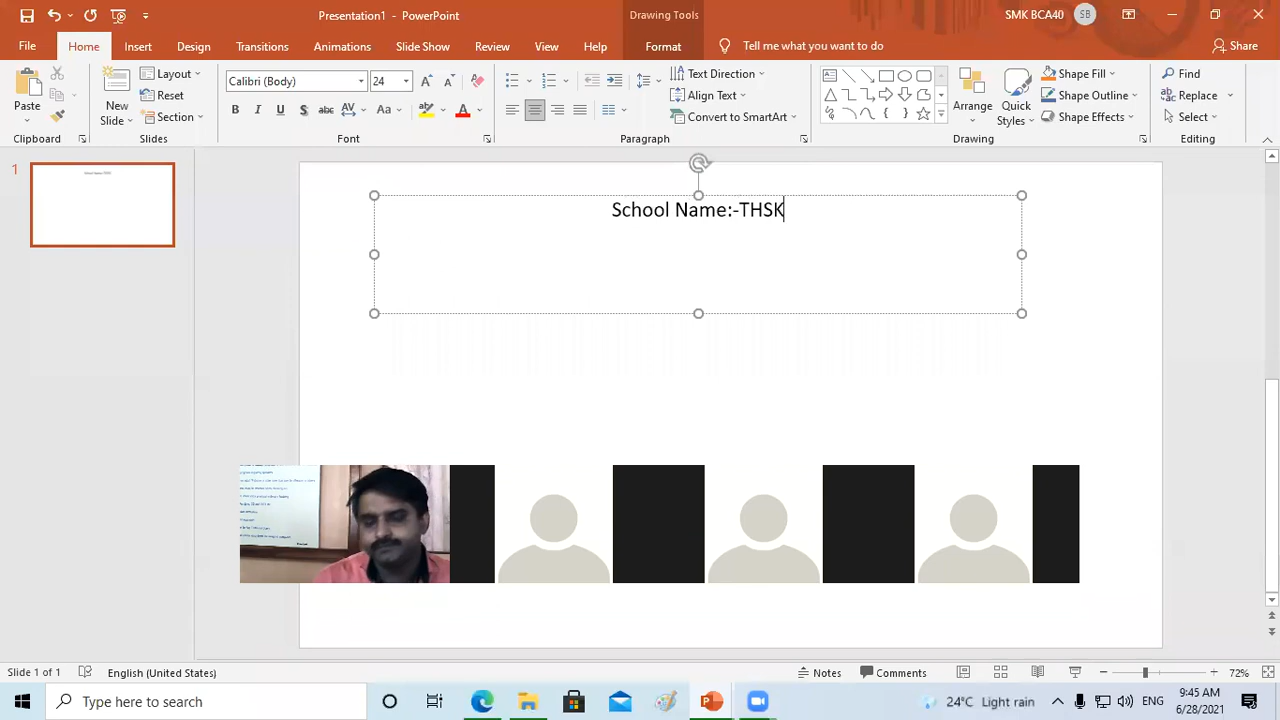 Presentation1 - PowerPoint
Drawing Tools
SMK BCA40
SB
File
Home
Insert
Design
Transitions
Animations
Slide Show
Review
View
Help
Format
Tell me what you want to do
Share
Paste
New Slide
Layout
Reset
Section
Calibri (Body)
24
Text Direction
Align Text
Convert to SmartArt
Arrange
Quick Styles
Shape Fill
Shape Outline
Shape Effects
Find
Replace
Select
Clipboard
Slides
Font
Paragraph
Drawing
Editing
1
School Name:-THSK
Slide 1 of 1
English (United States)
Notes
Comments
72%
Type here to search
24°C Light rain
ENG
9:45 AM
6/28/2021